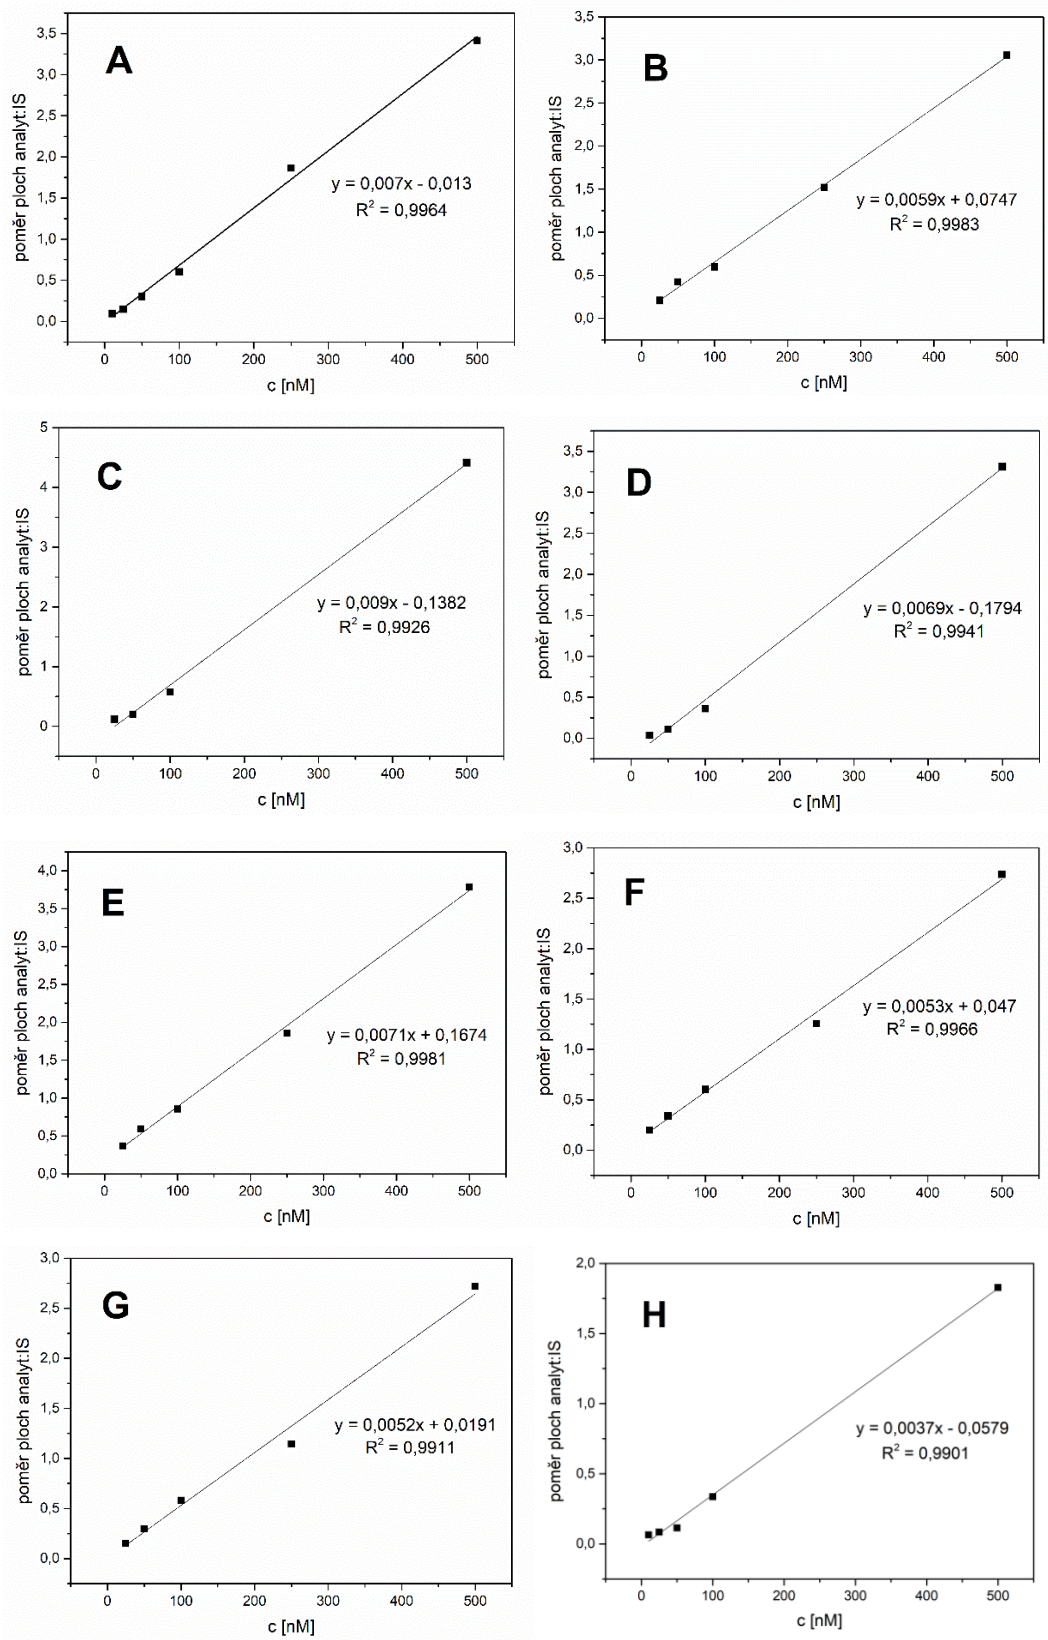 A
poměr ploch analyt:IS
3,5
3,0
2,5
2,0
1,5
1,0
0,5
0,0
y = 0,007x - 0,013
R² = 0,9964
0 100 200 300 400 500
c [nM]
B
poměr ploch analyt:IS
3,5
3,0
2,5
2,0
1,5
1,0
0,5
0,0
y = 0,0059x + 0,0747
R² = 0,9983
0 100 200 300 400 500
c [nM]
C
poměr ploch analyt:IS
5
4
3
2
1
0
y = 0,009x - 0,1382
R² = 0,9926
0 100 200 300 400 500
c [nM]
D
poměr ploch analyt:IS
3,5
3,0
2,5
2,0
1,5
1,0
0,5
0,0
y = 0,0069x - 0,1794
R² = 0,9941
0 100 200 300 400 500
c [nM]
E
poměr ploch analyt:IS
4,0
3,5
3,0
2,5
2,0
1,5
1,0
0,5
0,0
y = 0,0071x + 0,1674
R² = 0,9981
0 100 200 300 400 500
c [nM]
F
poměr ploch analyt:IS
3,0
2,5
2,0
1,5
1,0
0,5
0,0
y = 0,0053x + 0,047
R² = 0,9966
0 100 200 300 400 500
c [nM]
G
poměr ploch analyt:IS
3,0
2,5
2,0
1,5
1,0
0,5
0,0
y = 0,0052x + 0,0191
R² = 0,9911
0 100 200 300 400 500
c [nM]
H
poměr ploch analyt:IS
2,0
1,5
1,0
0,5
0,0
y = 0,0037x - 0,0579
R² = 0,9901
0 100 200 300 400 500
c [nM]